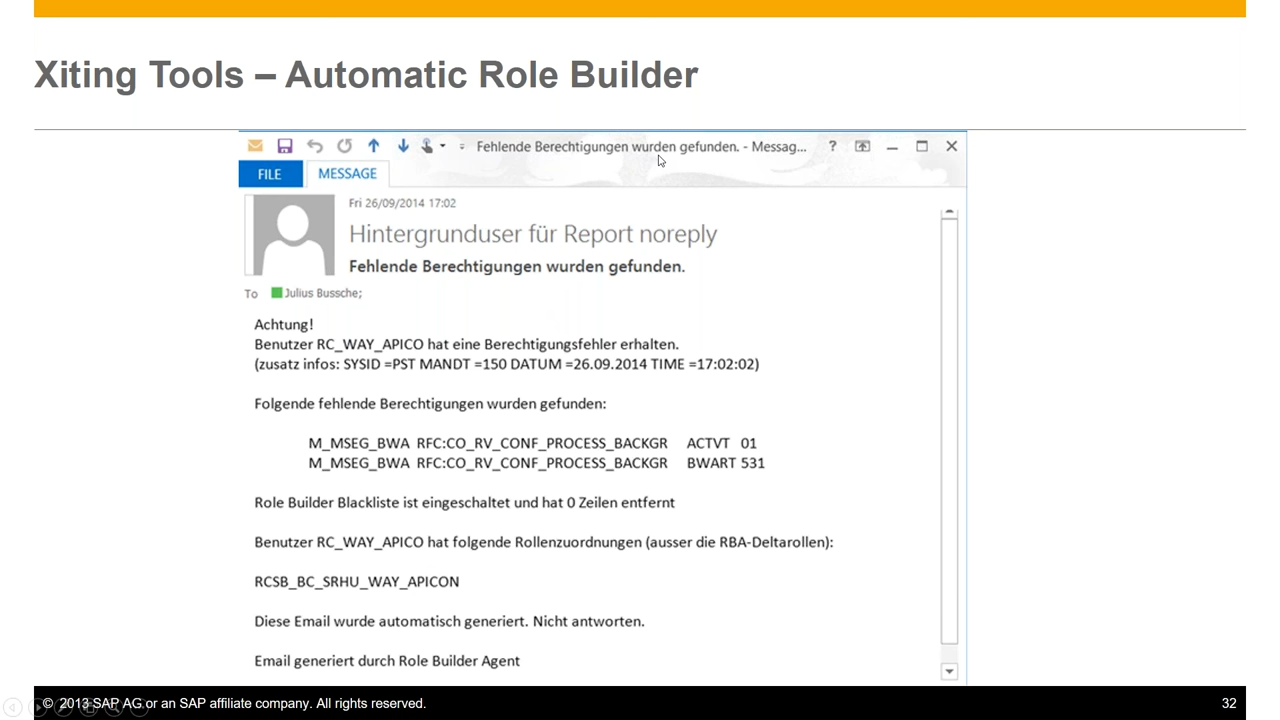 Xiting Tools – Automatic Role Builder
Fehlende Berechtigungen wurden gefunden. - Messag...
?
FILE MESSAGE
Fri 26/09/2014 17:02
Hintergrunduser für Report noreply
Fehlende Berechtigungen wurden gefunden.
To Julius Bussche;
Achtung!
Benutzer RC_WAY_APICO hat eine Berechtigungsfehler erhalten.
(zusatz infos: SYSID =PST MANDT =150 DATUM =26.09.2014 TIME =17:02:02)
Folgende fehlende Berechtigungen wurden gefunden:
M_MSEG_BWA RFC:CO_RV_CONF_PROCESS_BACKGR ACTVT 01
M_MSEG_BWA RFC:CO_RV_CONF_PROCESS_BACKGR BWART 531
Role Builder Blackliste ist eingeschaltet und hat 0 Zeilen entfernt
Benutzer RC_WAY_APICO hat folgende Rollenzuordnungen (ausser die RBA-Deltarollen):
RCSB_BC_SRHU_WAY_APICON
Diese Email wurde automatisch generiert. Nicht antworten.
Email generiert durch Role Builder Agent
© 2013 SAP AG or an SAP affiliate company. All rights reserved.
32